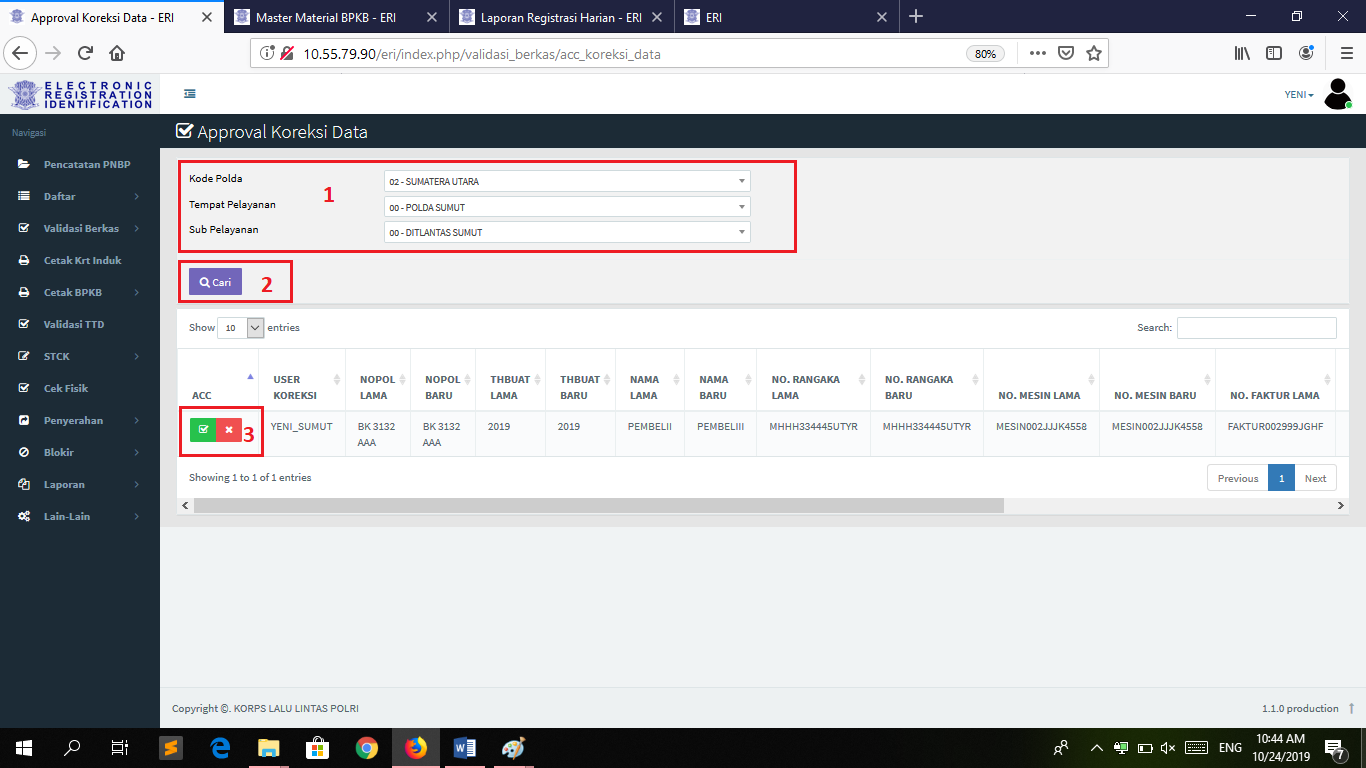 Approval Koreksi Data - ERI
Master Material BPKB - ERI
Laporan Registrasi Harian - ERI
ERI
10.55.79.90/eri/index.php/validasi_berkas/acc_koreksi_data
80%
ELECTRONIC
REGISTRATION
IDENTIFICATION
YENI
Navigasi
Pencatatan PNBP
Daftar
Validasi Berkas
Cetak Krt Induk
Cetak BPKB
Validasi TTD
STCK
Cek Fisik
Penyerahan
Blokir
Laporan
Lain-Lain
Approval Koreksi Data
Kode Polda 02 - SUMATERA UTARA
1
Tempat Pelayanan 00 - POLDA SUMUT
Sub Pelayanan 00 - DITLANTAS SUMUT
Cari 2
Show 10 entries Search:
ACC USER KOREKSI NOPOL LAMA NOPOL BARU THBUAT LAMA THBUAT BARU NAMA LAMA NAMA BARU NO. RANGAKA LAMA NO. RANGAKA BARU NO. MESIN LAMA NO. MESIN BARU NO. FAKTUR LAMA
3 YENI_SUMUT BK 3132 AAA BK 3132 AAA 2019 2019 PEMBELII PEMBELIII MHHH334445UTYR MHHH334445UTYR MESIN002JJJK4558 MESIN002JJJK4558 FAKTUR002999JGHF
Showing 1 to 1 of 1 entries Previous 1 Next
Copyright ©. KORPS LALU LINTAS POLRI 1.1.0 production
ENG
10:44 AM
10/24/2019
7